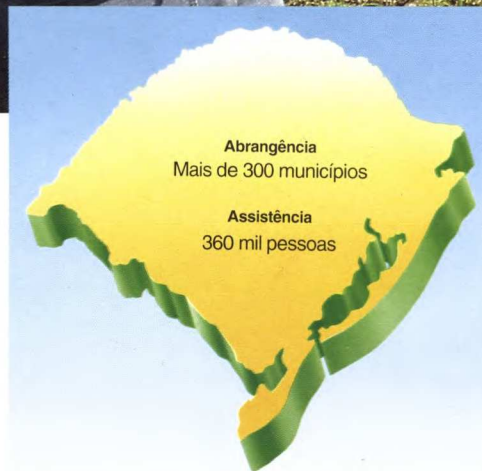 Abrangência
Mais de 300 municípios
Assistência
360 mil pessoas